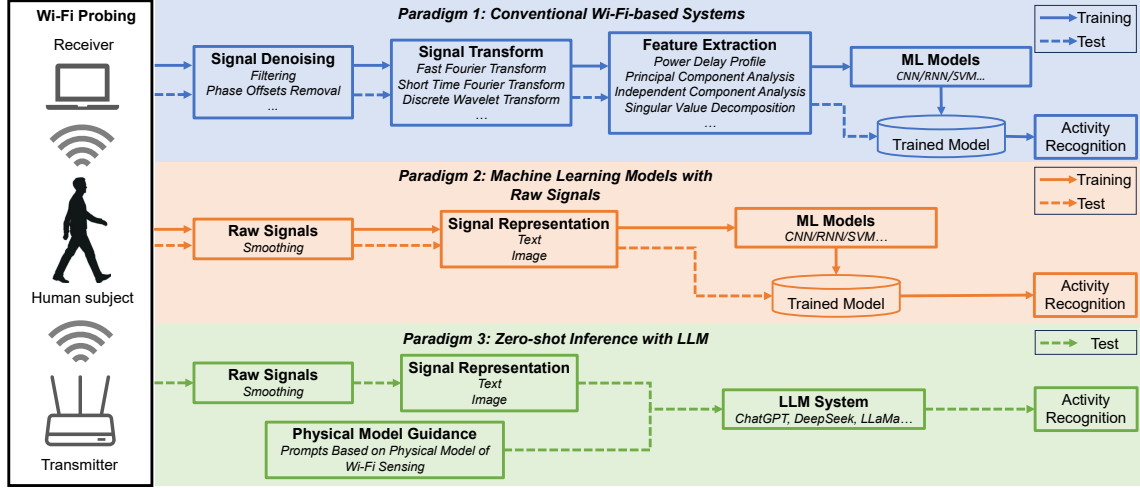 Wi-Fi Probing
Receiver
Human subject
Transmitter
Paradigm 1: Conventional Wi-Fi-based Systems
Training
Test
Signal Denoising
Filtering
Phase Offsets Removal
...
Signal Transform
Fast Fourier Transform
Short Time Fourier Transform
Discrete Wavelet Transform
...
Feature Extraction
Power Delay Profile
Principal Component Analysis
Independent Component Analysis
Singular Value Decomposition
...
ML Models
CNN/RNN/SVM...
Trained Model
Activity
Recognition
Paradigm 2: Machine Learning Models with
Raw Signals
Training
Test
Raw Signals
Smoothing
Signal Representation
Text
Image
ML Models
CNN/RNN/SVM...
Trained Model
Activity
Recognition
Paradigm 3: Zero-shot Inference with LLM
Test
Raw Signals
Smoothing
Signal Representation
Text
Image
Physical Model Guidance
Prompts Based on Physical Model of
Wi-Fi Sensing
LLM System
ChatGPT, DeepSeek, LLaMa...
Activity
Recognition